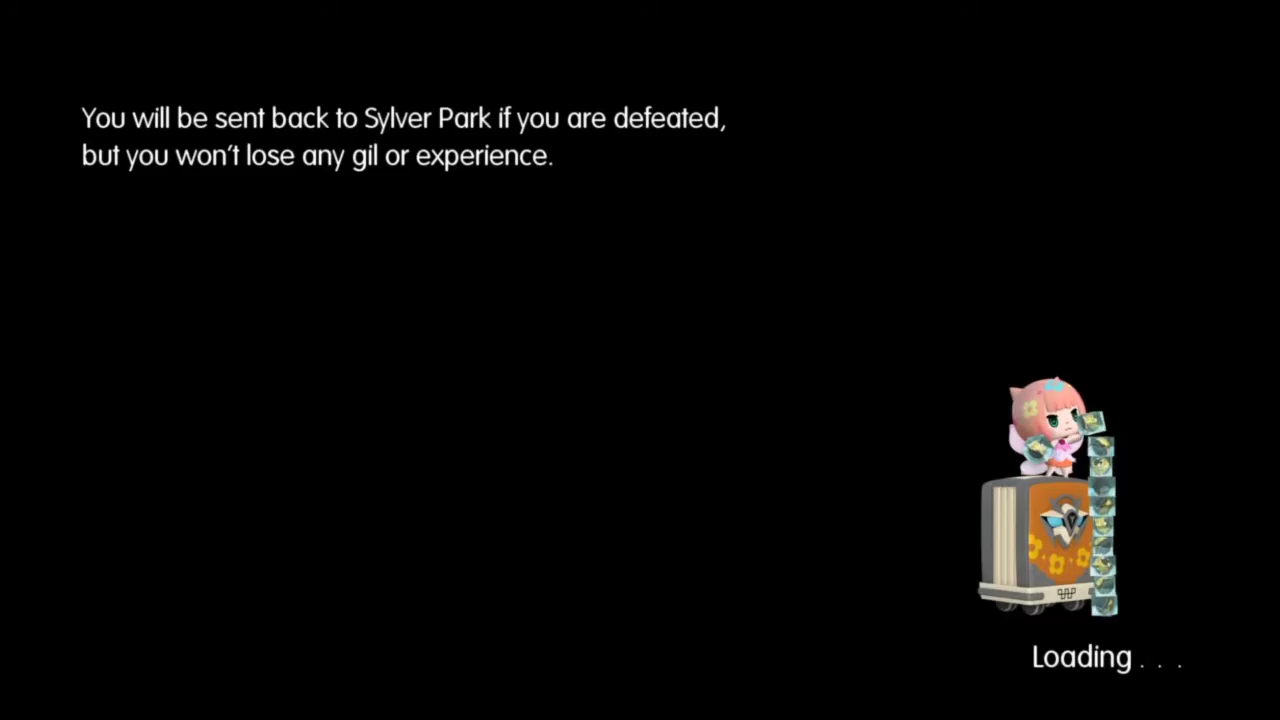 You will be sent back to Sylver Park if you are defeated,
but you won't lose any gil or experience.
Loading . . .